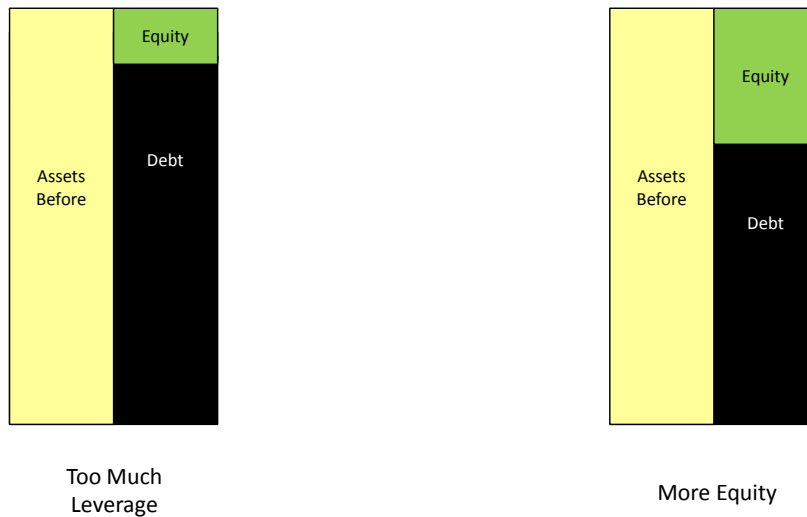 Equity
Assets
Before
Debt
Too Much
Leverage
Equity
Assets
Before
Debt
More Equity